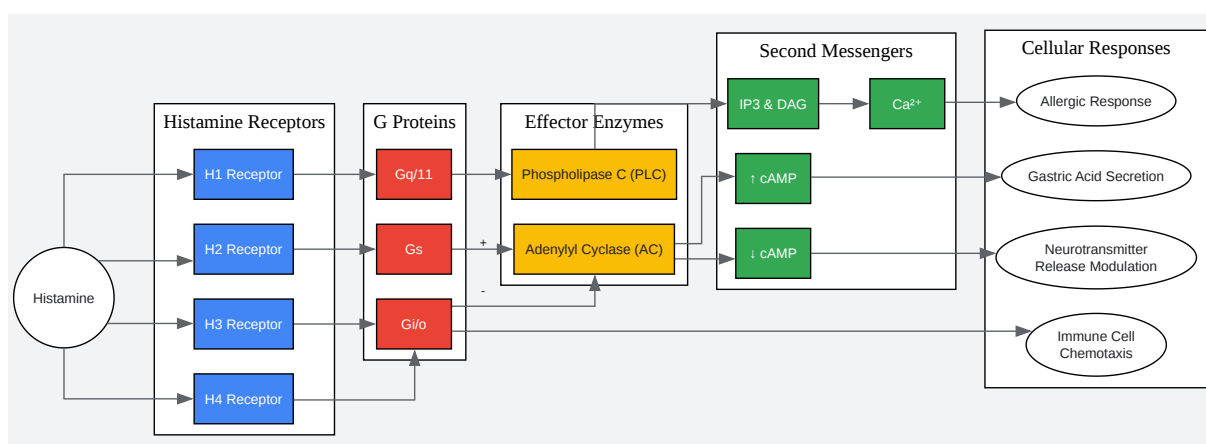 Histamine
Histamine Receptors
H1 Receptor
H2 Receptor
H3 Receptor
H4 Receptor
G Proteins
Gq/11
Gs
Gi/o
+
-
Effector Enzymes
Phospholipase C (PLC)
Adenylyl Cyclase (AC)
Second Messengers
IP3 & DAG
Ca²⁺
↑ cAMP
↓ cAMP
Cellular Responses
Allergic Response
Gastric Acid Secretion
Neurotransmitter
Release Modulation
Immune Cell
Chemotaxis